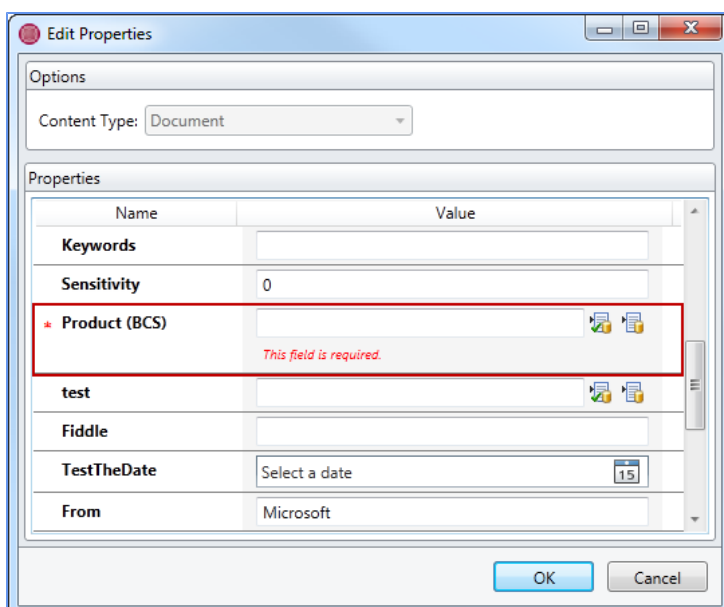 Edit Properties
Options
Content Type: Document
Properties
Name Value
Keywords
Sensitivity 0
* Product (BCS)
This field is required.
test
Fiddle
TestTheDate Select a date 15
From Microsoft
OK Cancel